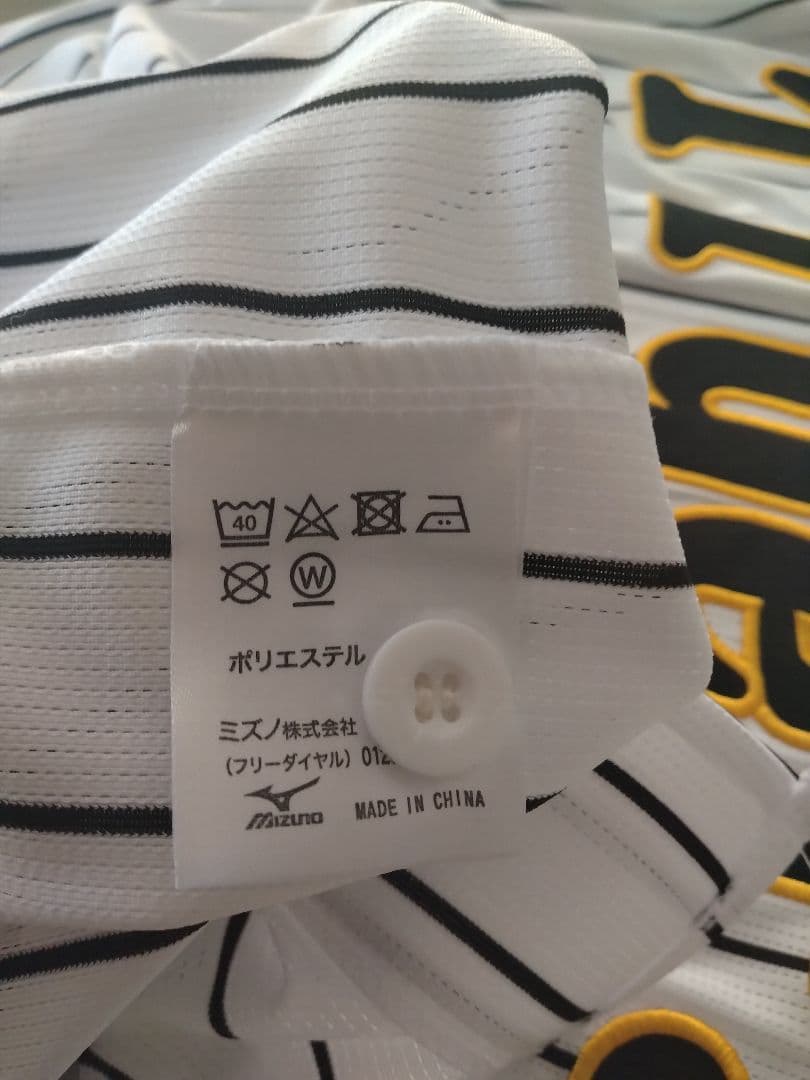 40
W
ポリエステル
ミズノ株式会社
(フリーダイヤル) 012
Mizuno
MADE IN CHINA